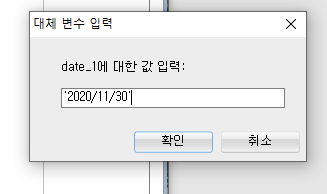 대체 변수 입력
date_1에 대한 값 입력:
'2020/11/30'
확인
취소